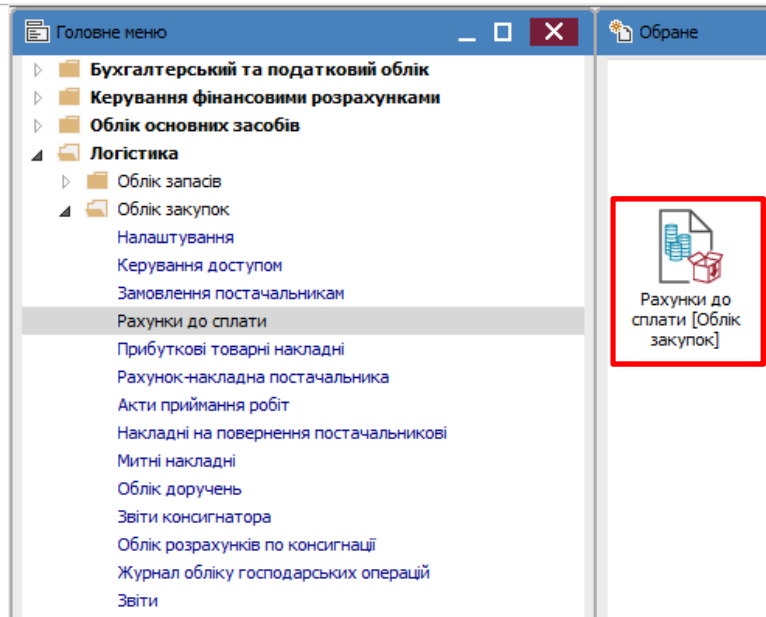 Головне меню
Обране
Бухгалтерський та податковий облік
Керування фінансовими розрахунками
Облік основних засобів
Логістика
Облік запасів
Облік закупок
Налаштування
Керування доступом
Замовлення постачальникам
Рахунки до сплати
Прибуткові товарні накладні
Рахунок-накладна постачальника
Акти приймання робіт
Накладні на повернення постачальникові
Митні накладні
Облік доручень
Звіти консигнатора
Облік розрахунків по консигнації
Журнал обліку господарських операцій
Звіти
Рахунки до
сплати [Облік
закупок]